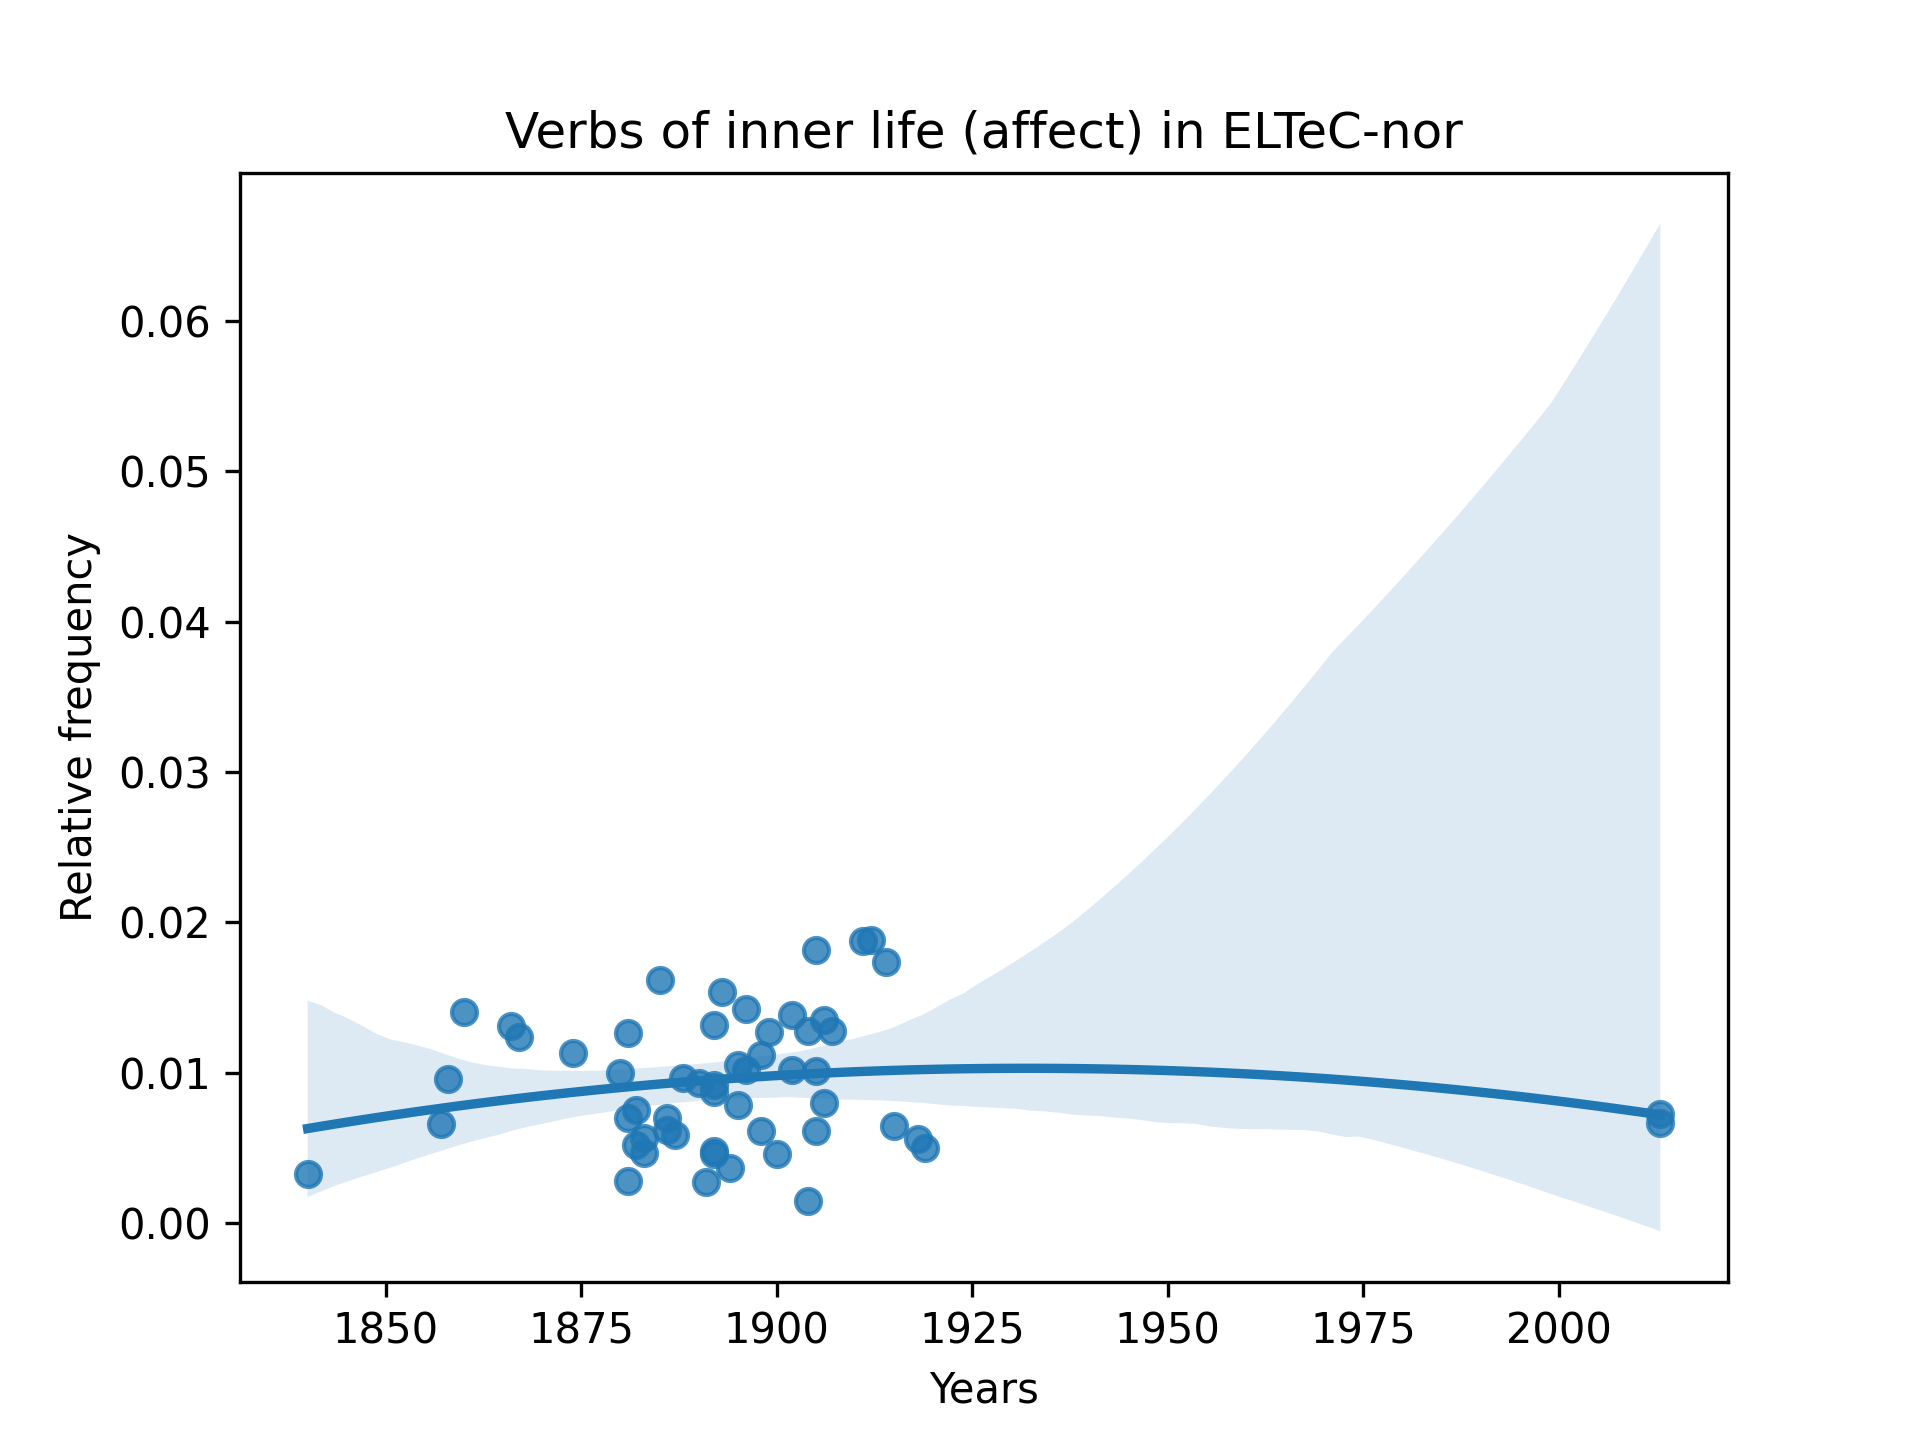 Verbs of inner life (affect) in ELTeC-nor
0.06
0.05
0.04
0.03
0.02
0.01
0.00
Relative frequency
1850 1875 1900 1925 1950 1975 2000
Years